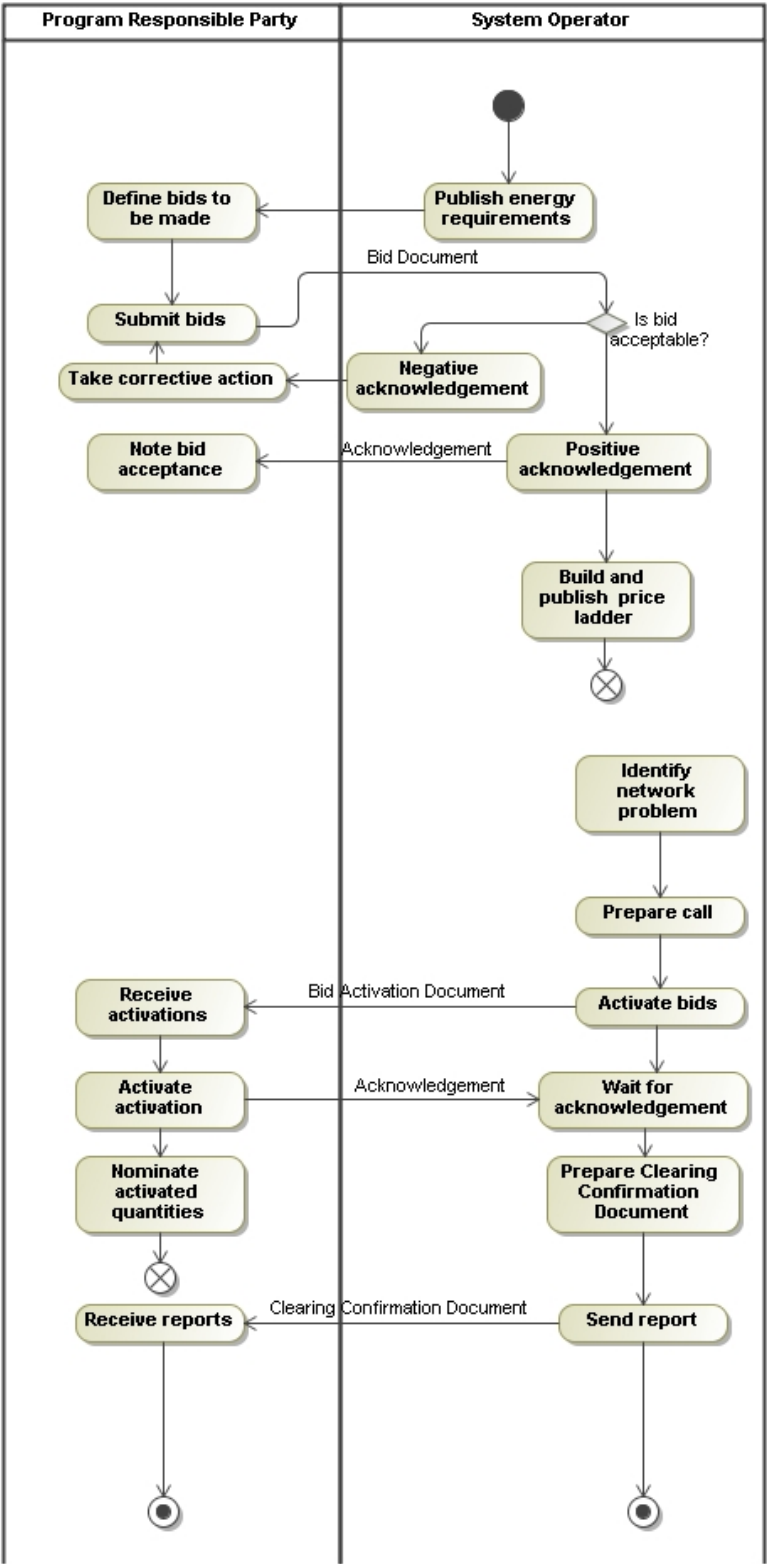 Program Responsible Party
System Operator
Define bids to
be made
Publish energy
requirements
Bid Document
Submit bids
Is bid
acceptable?
Take corrective action
Negative
acknowledgement
Note bid
acceptance
Acknowledgement
Positive
acknowledgement
Build and
publish price
ladder
Identify
network
problem
Prepare call
Receive
activations
Bid Activation Document
Activate bids
Activate
activation
Acknowledgement
Wait for
acknowledgement
Nominate
activated
quantities
Prepare Clearing
Confirmation
Document
Receive reports
Clearing Confirmation Document
Send report